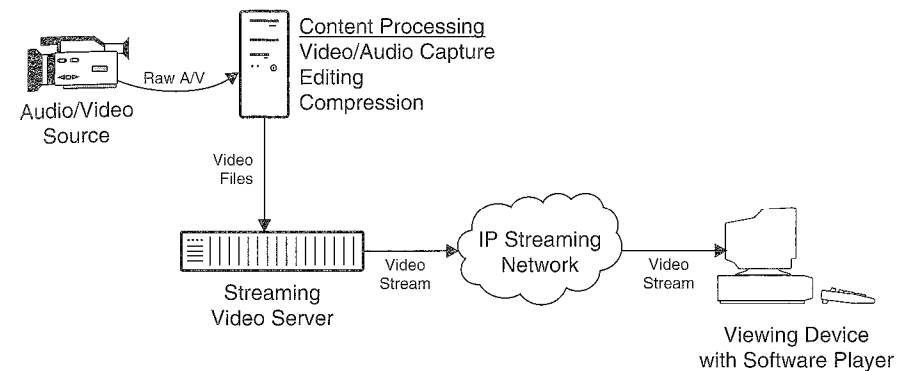 Content Processing
Video/Audio Capture
Editing
Compression
Raw A/V
Audio/Video
Source
Video
Files
IP Streaming
Network
Video
Stream
Video
Stream
Streaming
Video Server
Viewing Device
with Software Player